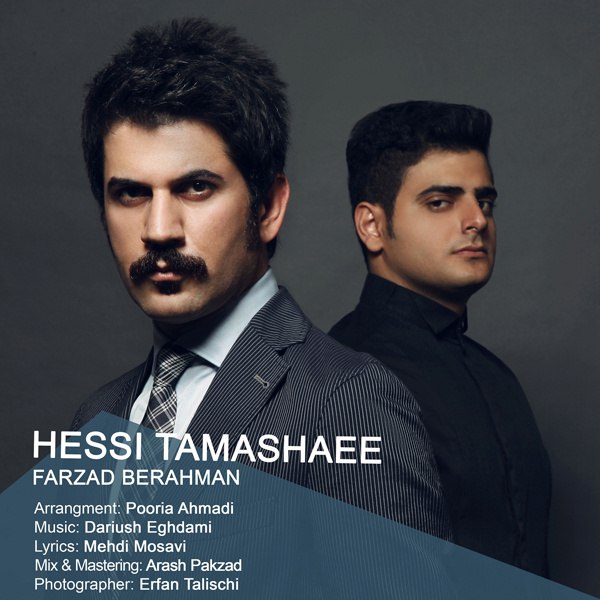 HESSI TAMASHAEE
FARZAD BERAHMAN
Arrangment: Pooria Ahmadi
Music: Dariush Eghdami
Lyrics: Mehdi Mosavi
Mix & Mastering: Arash Pakzad
Photographer: Erfan Talischi